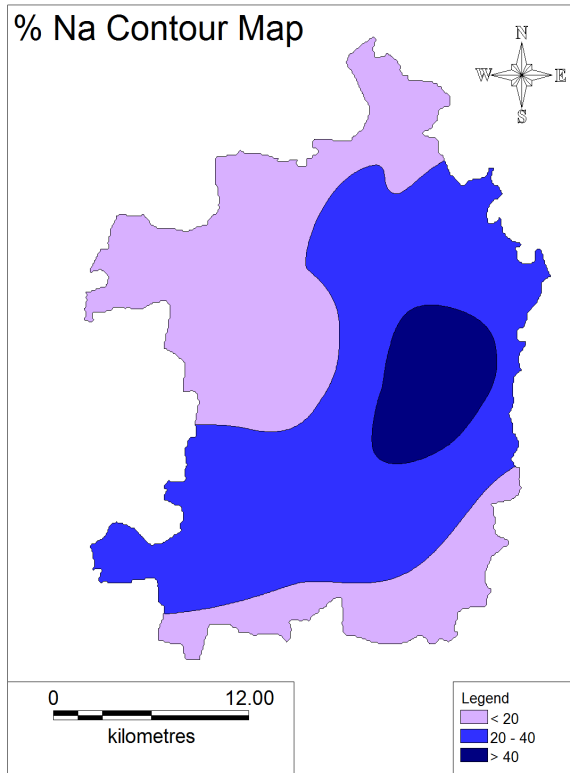 % Na Contour Map
N
W E
S
0 12.00
kilometres
Legend
< 20
20 - 40
> 40